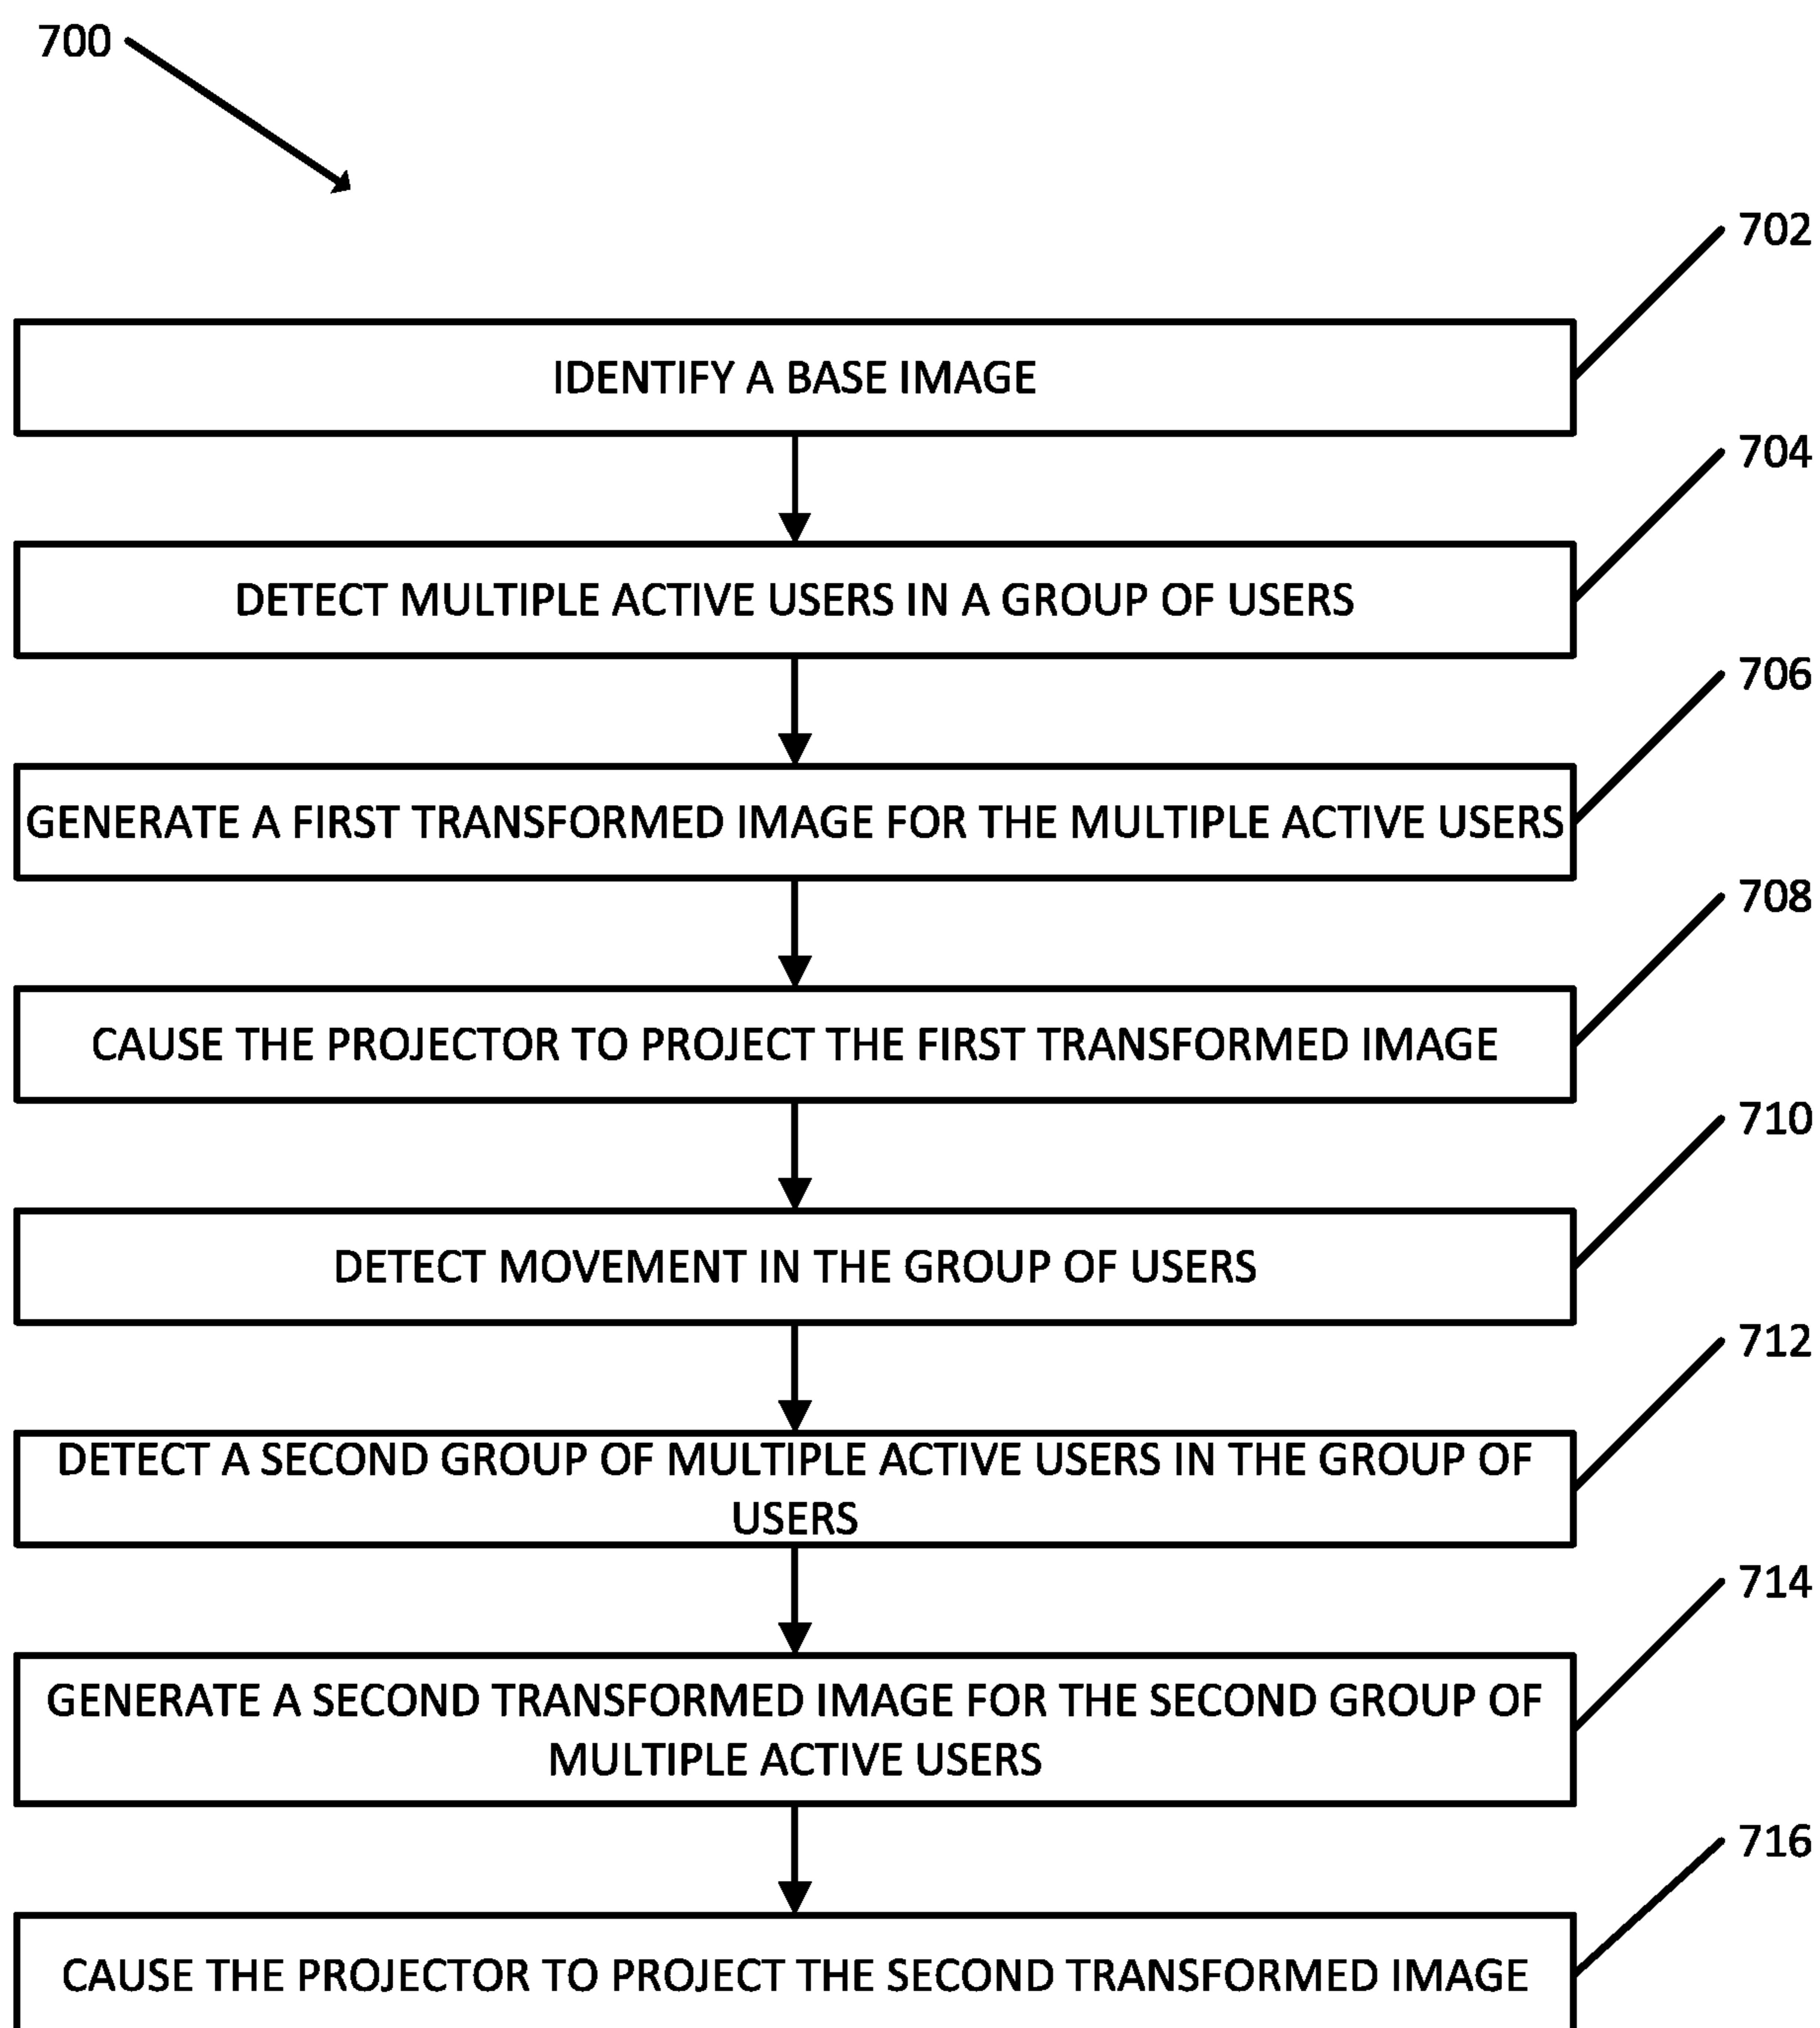 700
702
IDENTIFY A BASE IMAGE
704
DETECT MULTIPLE ACTIVE USERS IN A GROUP OF USERS
706
GENERATE A FIRST TRANSFORMED IMAGE FOR THE MULTIPLE ACTIVE USERS
708
CAUSE THE PROJECTOR TO PROJECT THE FIRST TRANSFORMED IMAGE
710
DETECT MOVEMENT IN THE GROUP OF USERS
712
DETECT A SECOND GROUP OF MULTIPLE ACTIVE USERS IN THE GROUP OF
USERS
714
GENERATE A SECOND TRANSFORMED IMAGE FOR THE SECOND GROUP OF
MULTIPLE ACTIVE USERS
716
CAUSE THE PROJECTOR TO PROJECT THE SECOND TRANSFORMED IMAGE